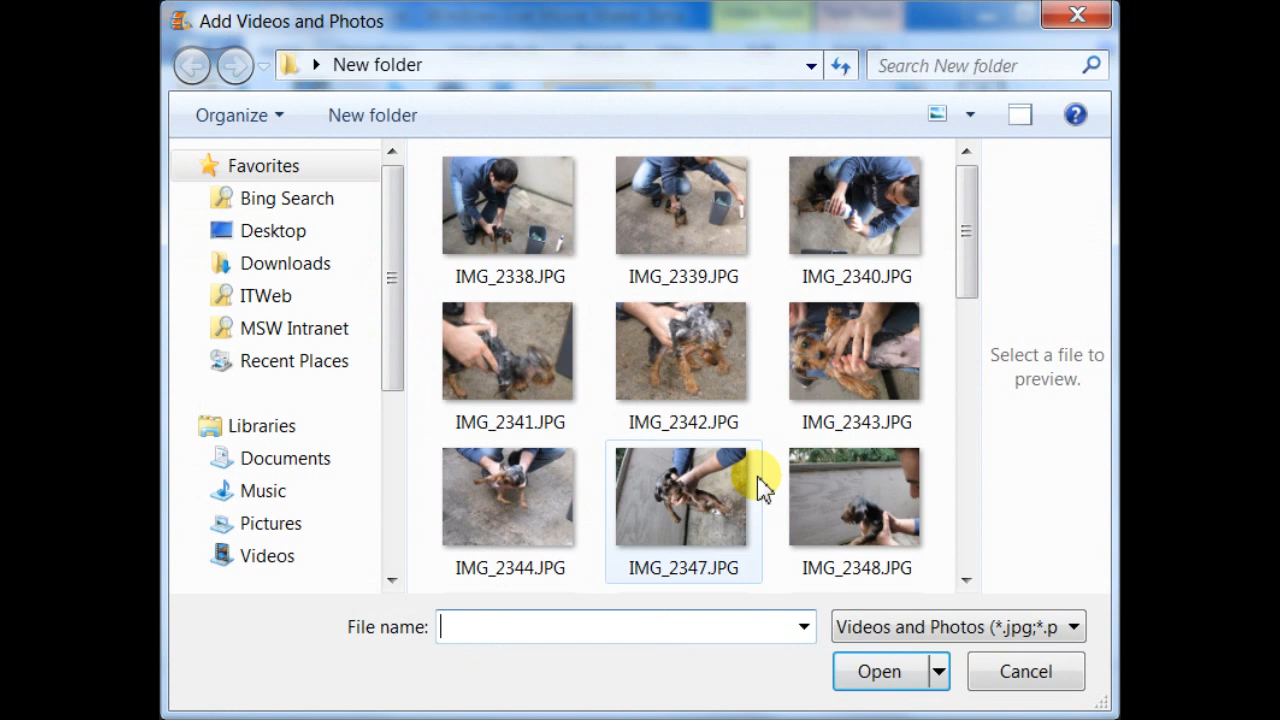 Add Videos and Photos
New folder
Search New folder
Organize
New folder
Favorites
Bing Search
Desktop
Downloads
ITWeb
MSW Intranet
Recent Places
Libraries
Documents
Music
Pictures
Videos
IMG_2338.JPG
IMG_2339.JPG
IMG_2340.JPG
IMG_2341.JPG
IMG_2342.JPG
IMG_2343.JPG
IMG_2344.JPG
IMG_2347.JPG
IMG_2348.JPG
Select a file to
preview.
File name:
Videos and Photos (*.jpg;*.p
Open
Cancel